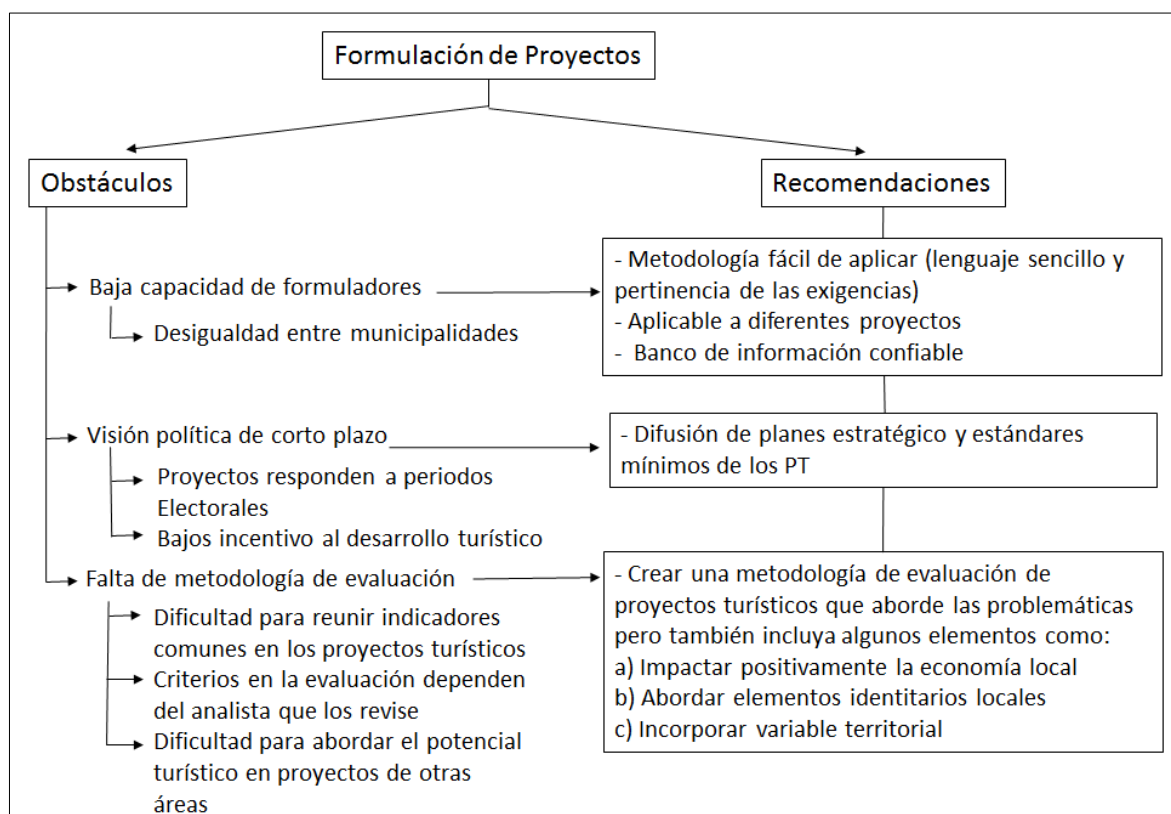 Formulación de Proyectos
Obstáculos
Baja capacidad de formuladores
Desigualdad entre municipalidades
Visión política de corto plazo
Proyectos responden a periodos
Electorales
Bajos incentivo al desarrollo turístico
Falta de metodología de evaluación
Dificultad para reunir indicadores
comunes en los proyectos turísticos
Criterios en la evaluación dependen
del analista que los revise
Dificultad para abordar el potencial
turístico en proyectos de otras
áreas
Recomendaciones
- Metodología fácil de aplicar (lenguaje sencillo y
pertinencia de las exigencias)
- Aplicable a diferentes proyectos
- Banco de información confiable
- Difusión de planes estratégico y estándares
mínimos de los PT
- Crear una metodología de evaluación de
proyectos turísticos que aborde las problemáticas
pero también incluya algunos elementos como:
a) Impactar positivamente la economía local
b) Abordar elementos identitarios locales
c) Incorporar variable territorial